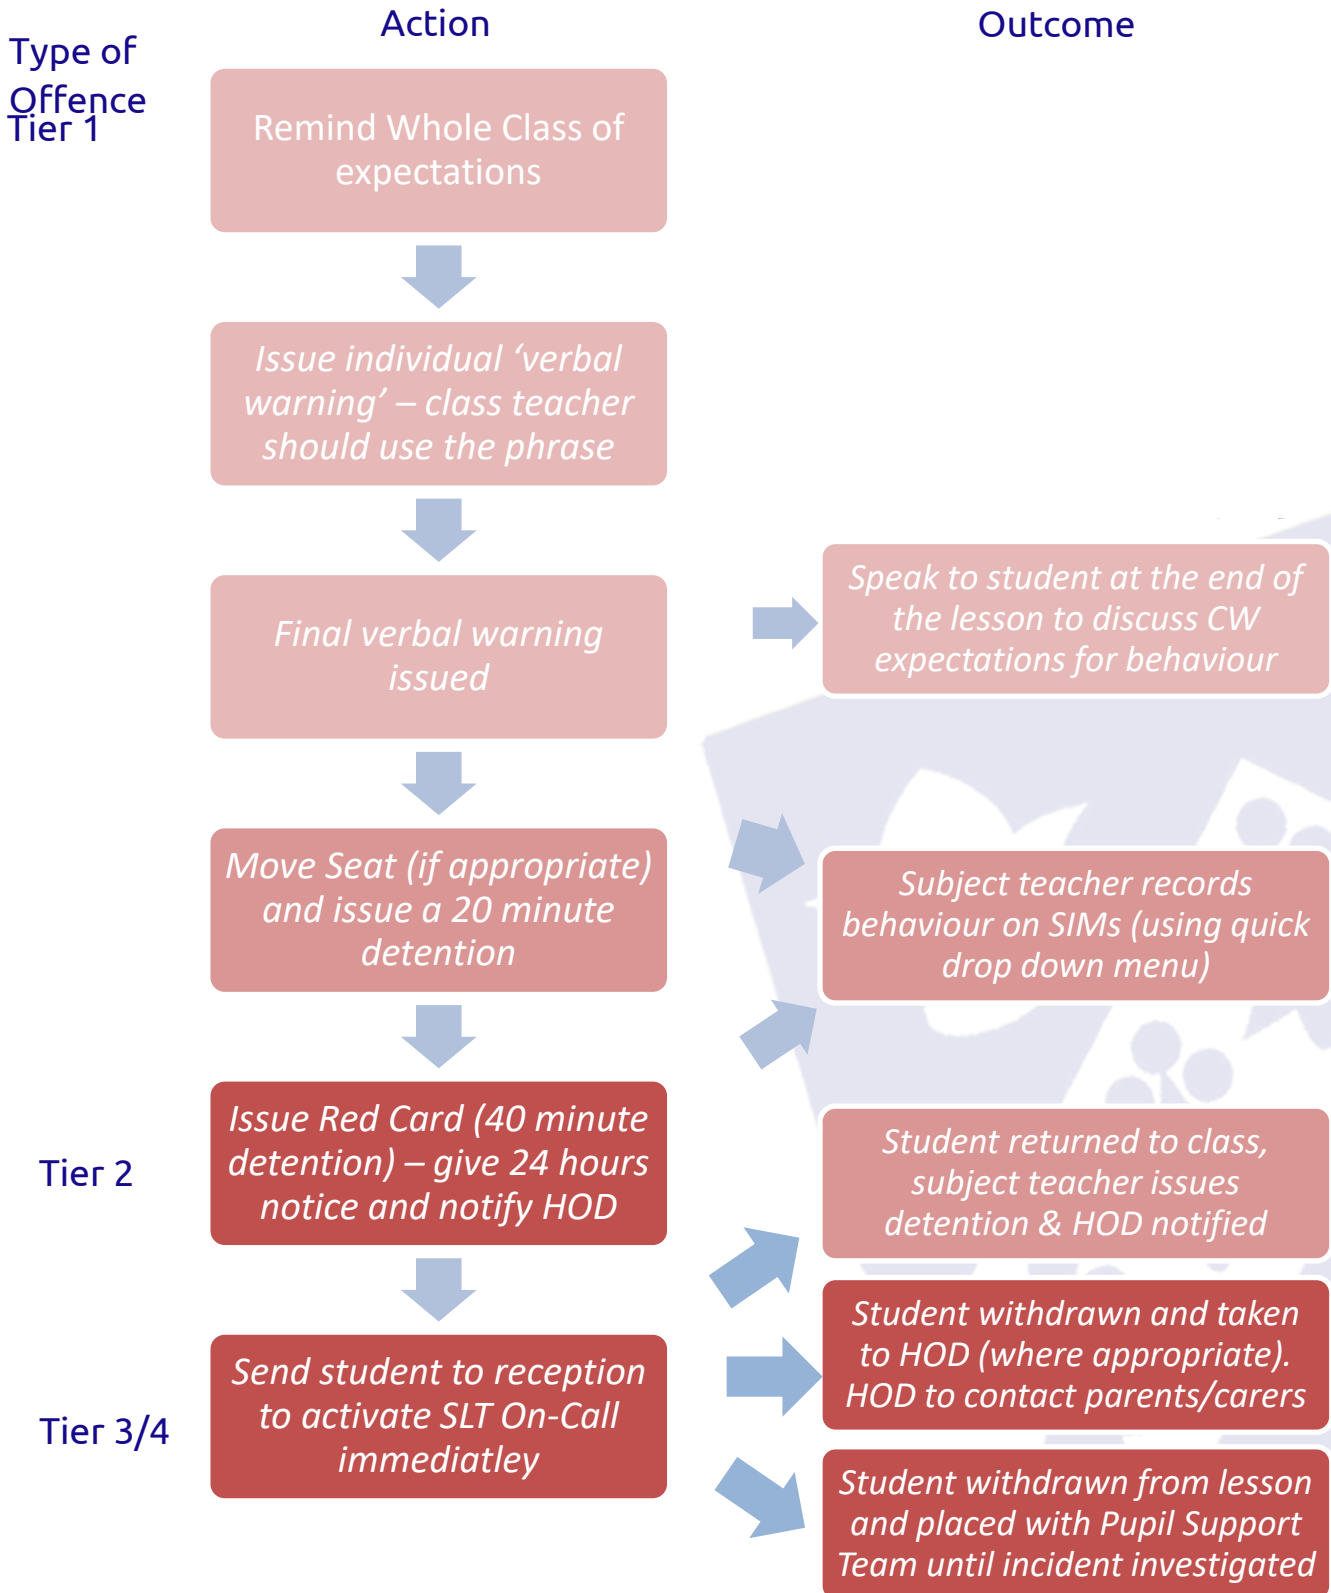 Action
Outcome
Type of
Offence
Tier 1
Remind Whole Class of
expectations
Issue individual ‘verbal
warning’ – class teacher
should use the phrase
Final verbal warning
issued
Speak to student at the end of
the lesson to discuss CW
expectations for behaviour
Move Seat (if appropriate)
and issue a 20 minute
detention
Subject teacher records
behaviour on SIMs (using quick
drop down menu)
Tier 2
Issue Red Card (40 minute
detention) – give 24 hours
notice and notify HOD
Student returned to class,
subject teacher issues
detention & HOD notified
Student withdrawn and taken
to HOD (where appropriate).
HOD to contact parents/carers
Tier 3/4
Send student to reception
to activate SLT On-Call
immediatley
Student withdrawn from lesson
and placed with Pupil Support
Team until incident investigated